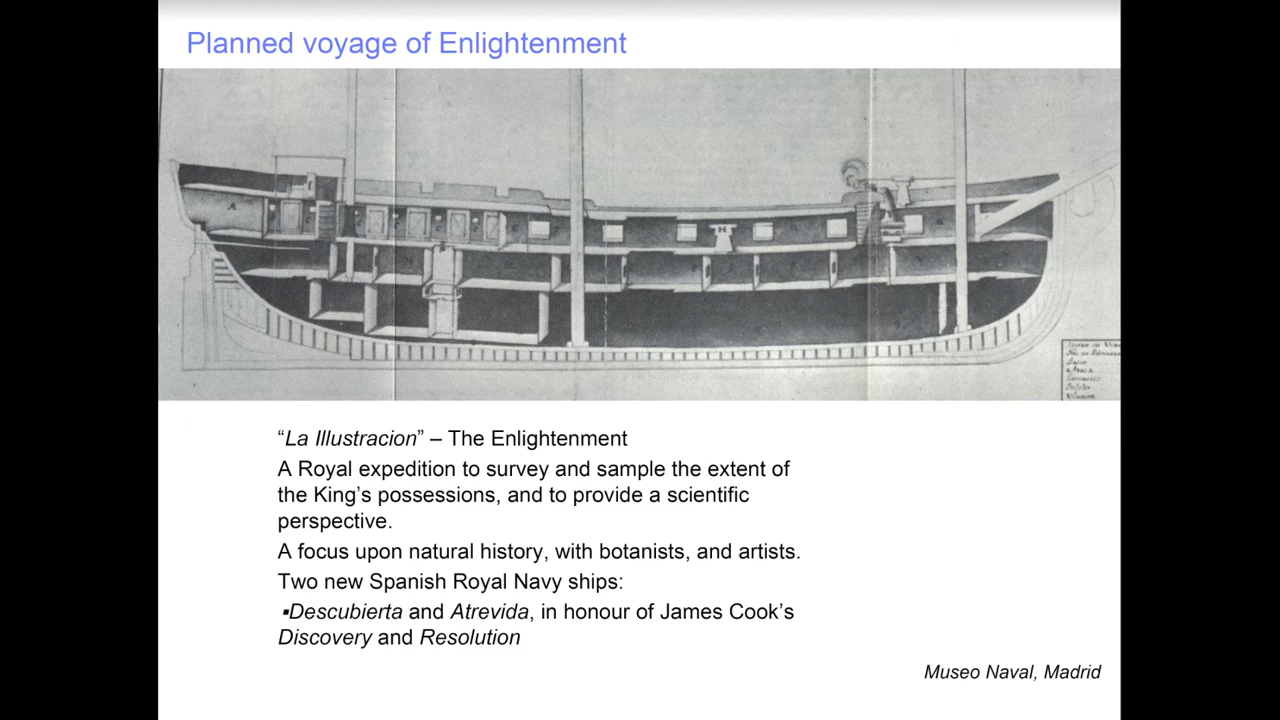 Planned voyage of Enlightenment
A
H
“La Illustracion” – The Enlightenment
A Royal expedition to survey and sample the extent of
the King’s possessions, and to provide a scientific
perspective.
A focus upon natural history, with botanists, and artists.
Two new Spanish Royal Navy ships:
▪Descubierta and Atrevida, in honour of James Cook’s
Discovery and Resolution
Museo Naval, Madrid